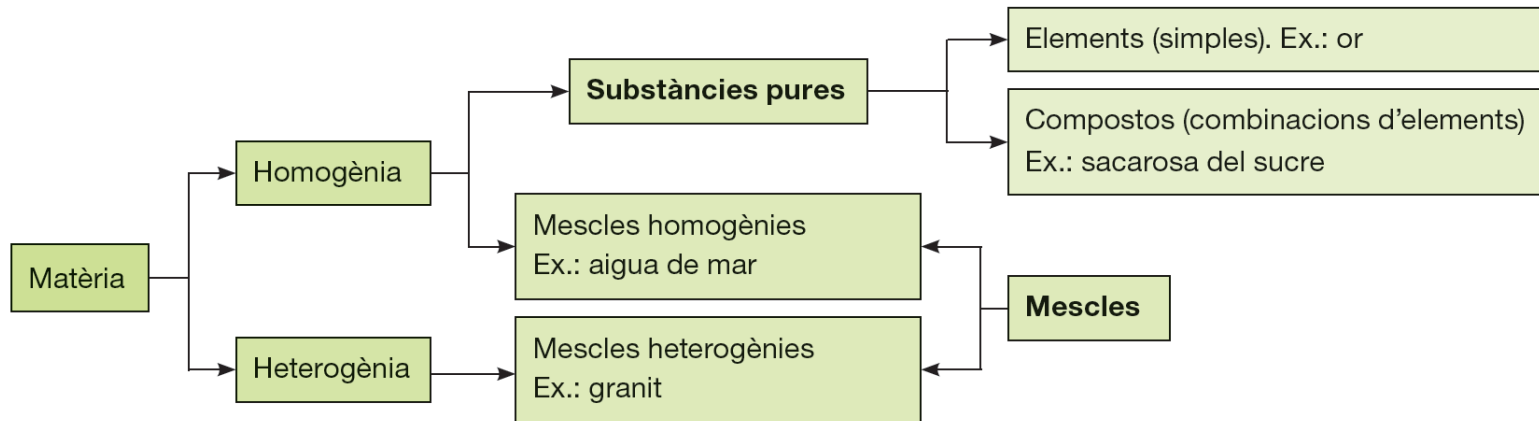 Elements (simples). Ex.: or
Substàncies pures
Compostos (combinacions d'elements)
Ex.: sacarosa del sucre
Homogènia
Mescles homogènies
Ex.: aigua de mar
Matèria
Mescles
Heterogènia
Mescles heterogènies
Ex.: granit